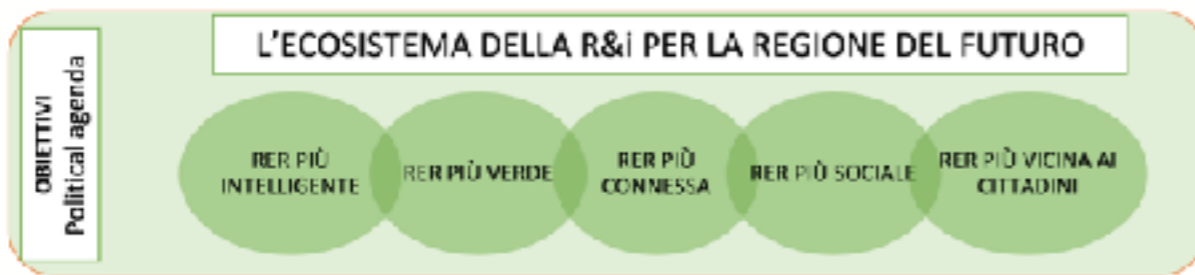 L'ECOSISTEMA DELLA R&i PER LA REGIONE DEL FUTURO
OBIETTIVI
Political agenda
RER PIÙ
INTELLIGENTE
RER PIÙ VERDE
RER PIÙ
CONNESSA
RER PIÙ SOCIALE
RER PIÙ VICINA AI
CITTADINI